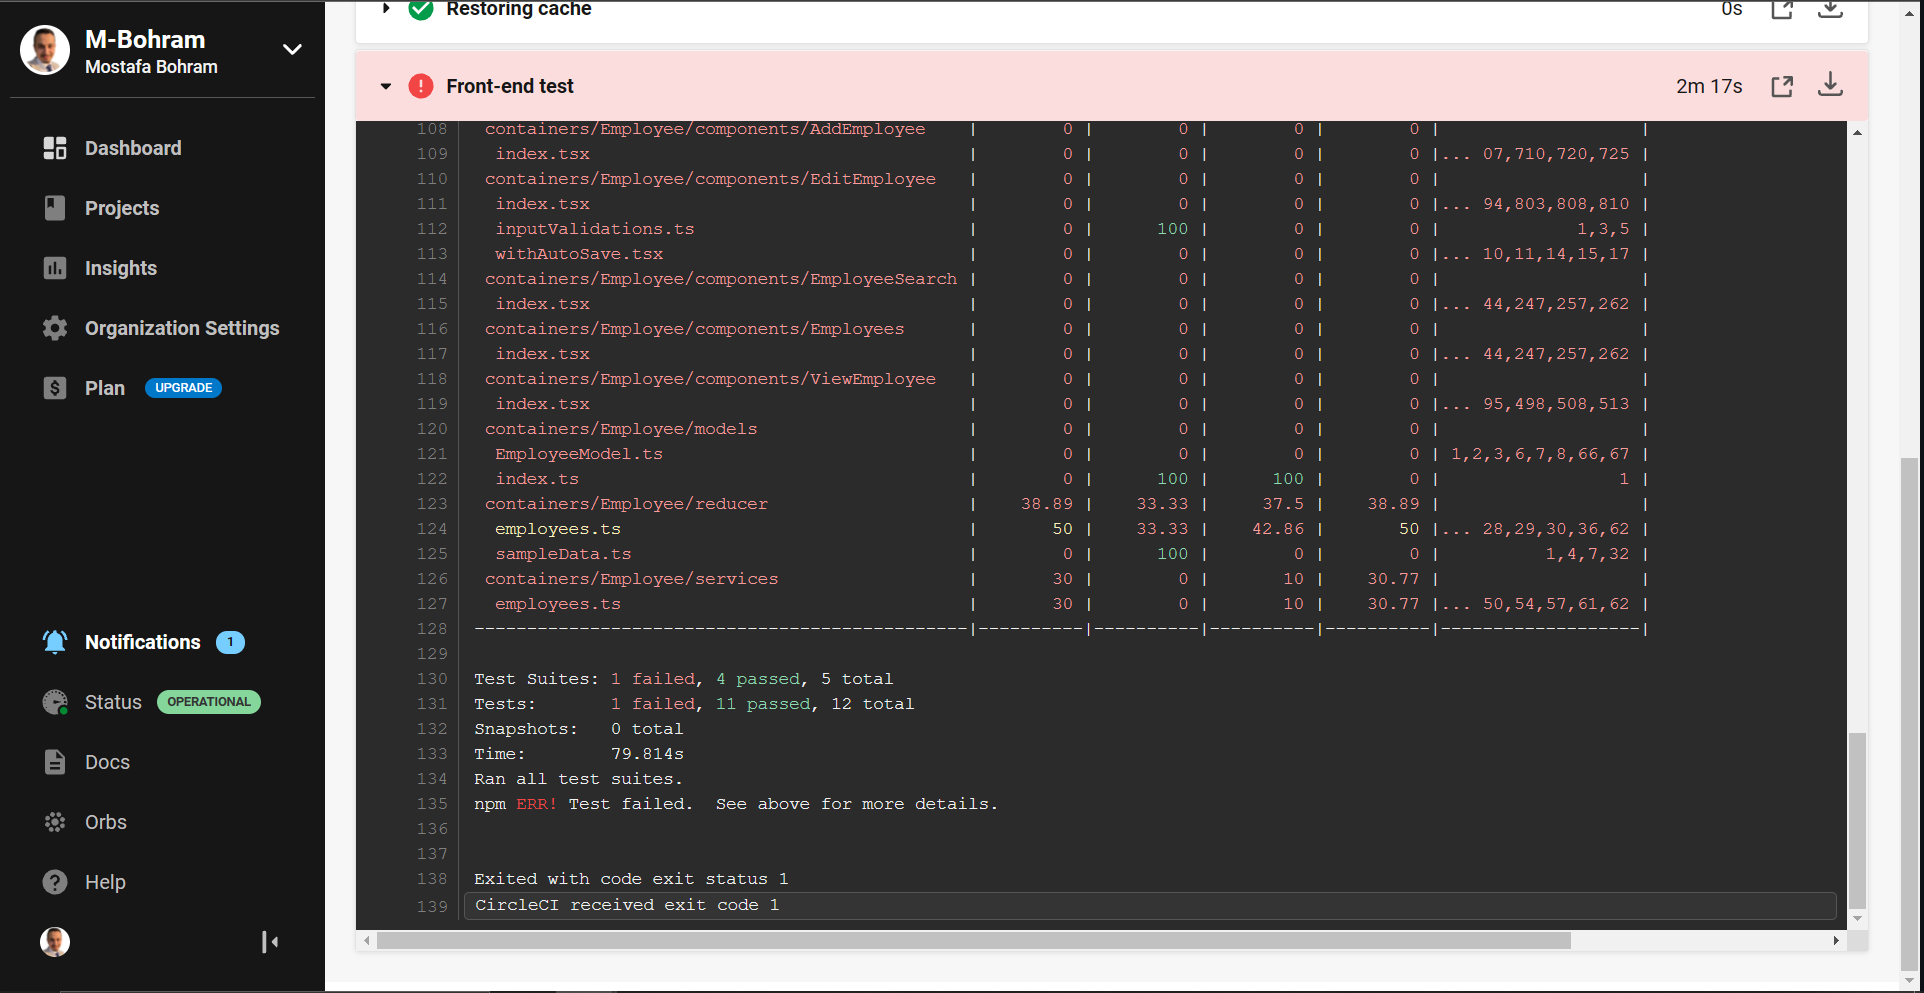 M-Bohram
Mostafa Bohram
Dashboard
Projects
Insights
Organization Settings
Plan UPGRADE
Notifications 1
Status OPERATIONAL
Docs
Orbs
Help
Restoring cache 0s
Front-end test 2m 17s
108 containers/Employee/components/AddEmployee | 0 | 0 | 0 | 0 | |
109 index.tsx | 0 | 0 | 0 | 0 |... 07,710,720,725 |
110 containers/Employee/components/EditEmployee | 0 | 0 | 0 | 0 | |
111 index.tsx | 0 | 0 | 0 | 0 |... 94,803,808,810 |
112 inputValidations.ts | 0 | 100 | 0 | 0 | 1,3,5 |
113 withAutoSave.tsx | 0 | 0 | 0 | 0 |... 10,11,14,15,17 |
114 containers/Employee/components/EmployeeSearch | 0 | 0 | 0 | 0 | |
115 index.tsx | 0 | 0 | 0 | 0 |... 44,247,257,262 |
116 containers/Employee/components/Employees | 0 | 0 | 0 | 0 | |
117 index.tsx | 0 | 0 | 0 | 0 |... 44,247,257,262 |
118 containers/Employee/components/ViewEmployee | 0 | 0 | 0 | 0 | |
119 index.tsx | 0 | 0 | 0 | 0 |... 95,498,508,513 |
120 containers/Employee/models | 0 | 0 | 0 | 0 | |
121 EmployeeModel.ts | 0 | 0 | 0 | 0 | 1,2,3,6,7,8,66,67 |
122 index.ts | 0 | 100 | 100 | 0 | 1 |
123 containers/Employee/reducer | 38.89 | 33.33 | 37.5 | 38.89 | |
124 employees.ts | 50 | 33.33 | 42.86 | 50 |... 28,29,30,36,62 |
125 sampleData.ts | 0 | 100 | 0 | 0 | 1,4,7,32 |
126 containers/Employee/services | 30 | 0 | 10 | 30.77 | |
127 employees.ts | 30 | 0 | 10 | 30.77 |... 50,54,57,61,62 |
128 -----------------------------------------------|----------|----------|----------|----------|-------------------|
129
130 Test Suites: 1 failed, 4 passed, 5 total
131 Tests: 1 failed, 11 passed, 12 total
132 Snapshots: 0 total
133 Time: 79.814s
134 Ran all test suites.
135 npm ERR! Test failed. See above for more details.
136
137
138 Exited with code exit status 1
139 CircleCI received exit code 1